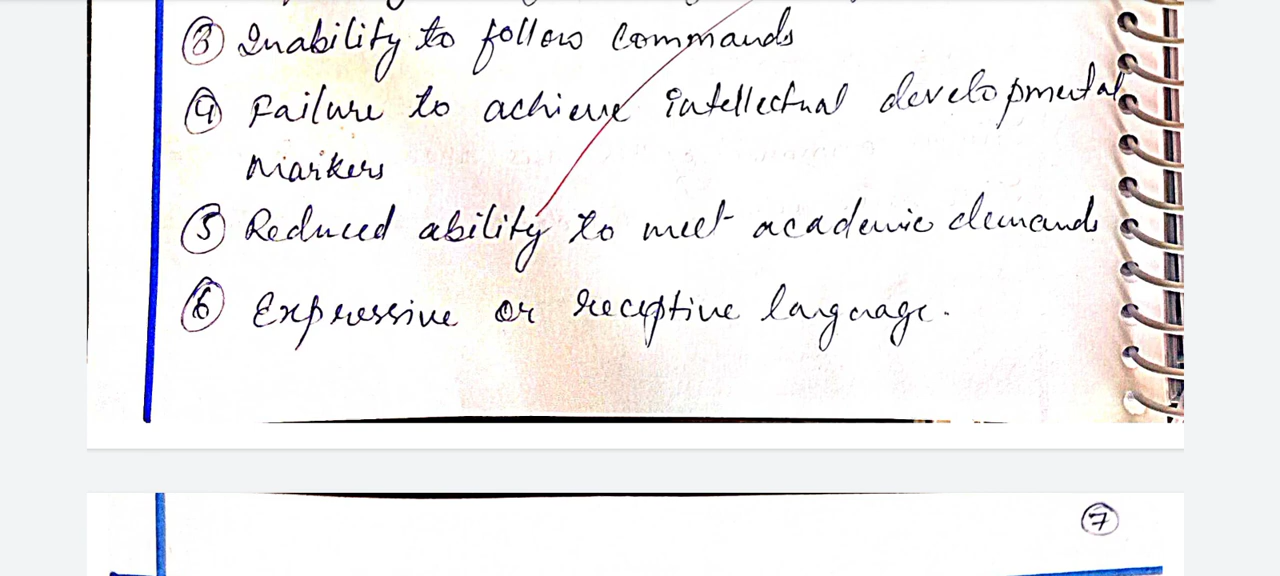 ③ Inability to follow commands
④ Failure to achieve intellectual developmental
markers
⑤ Reduced ability to meet academic demands
⑥ Expressive or receptive language.
⑦